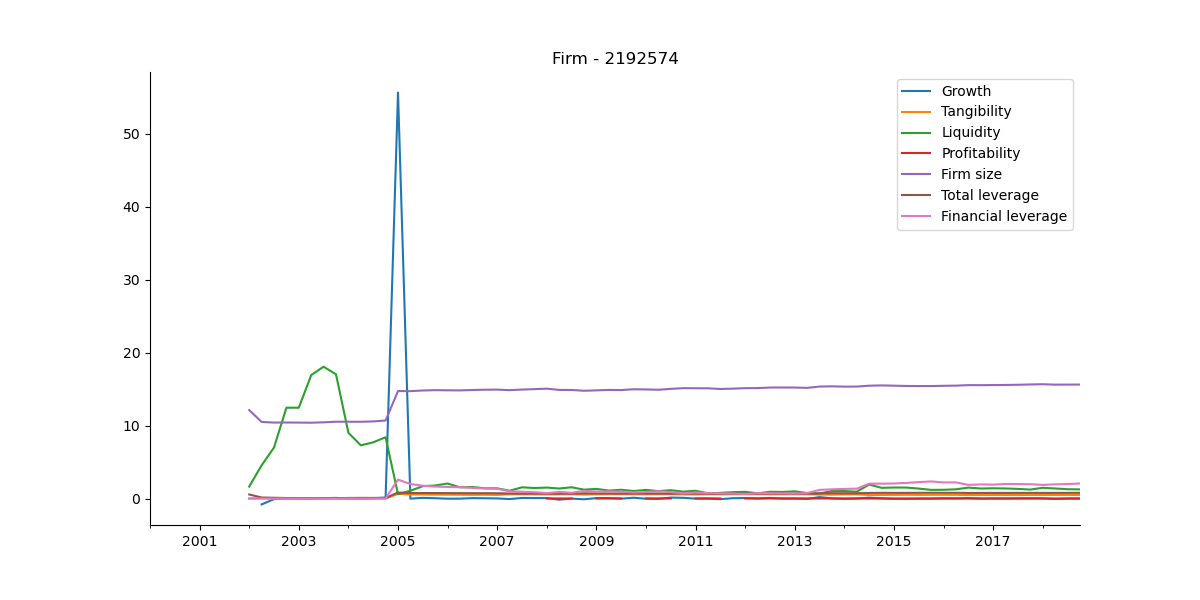 Firm - 2192574
Growth
Tangibility
Liquidity
Profitability
Firm size
Total leverage
Financial leverage
50
40
30
20
10
0
2001 2003 2005 2007 2009 2011 2013 2015 2017